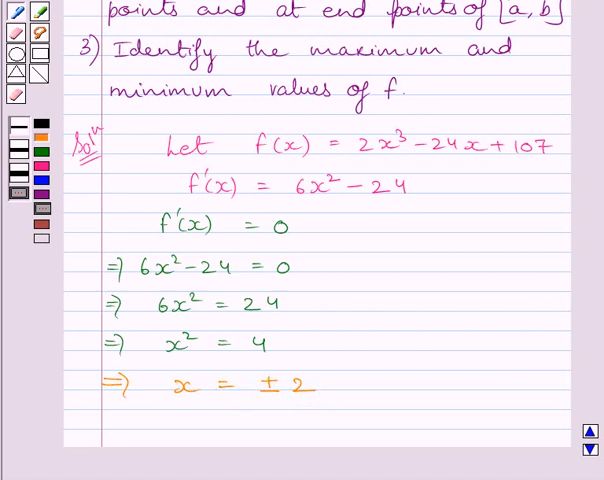 points and at end points of [a, b]
3) Identify the maximum and
minimum values of f.
Solⁿ Let f(x) = 2x³ - 24x + 107
f'(x) = 6x² - 24
f'(x) = 0
⇒ 6x² - 24 = 0
⇒ 6x² = 24
⇒ x² = 4
⇒ x = ± 2